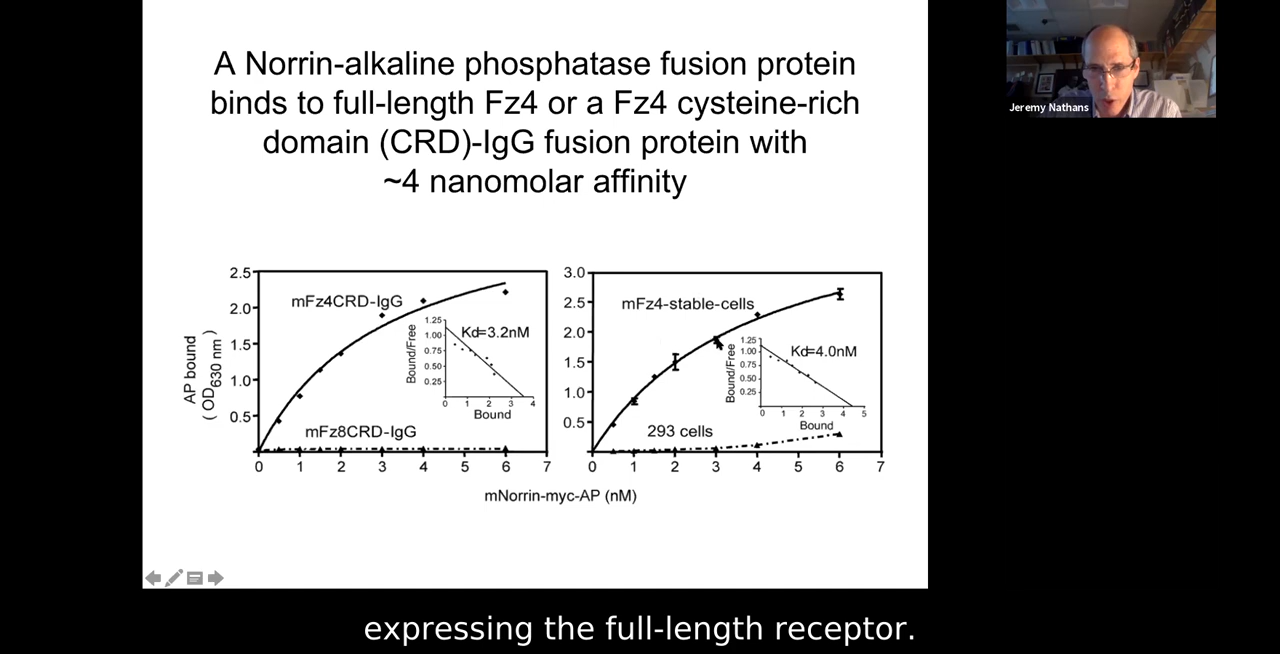 A Norrin-alkaline phosphatase fusion protein
binds to full-length Fz4 or a Fz4 cysteine-rich
domain (CRD)-IgG fusion protein with
~4 nanomolar affinity
Jeremy Nathans
AP bound
( OD630 nm )
2.5
2.0
1.5
1.0
0.5
mFz4CRD-IgG
mFz8CRD-IgG
0 1 2 3 4 5 6 7
Bound/Free
1.25
1.00
0.75
0.50
0.25
Kd=3.2nM
0 1 2 3 4
Bound
3.0
2.5
2.0
1.5
1.0
0.5
mFz4-stable-cells
293 cells
0 1 2 3 4 5 6 7
Bound/Free
1.25
1.00
0.75
0.50
0.25
Kd=4.0nM
0 1 2 3 4 5
Bound
mNorrin-myc-AP (nM)
expressing the full-length receptor.